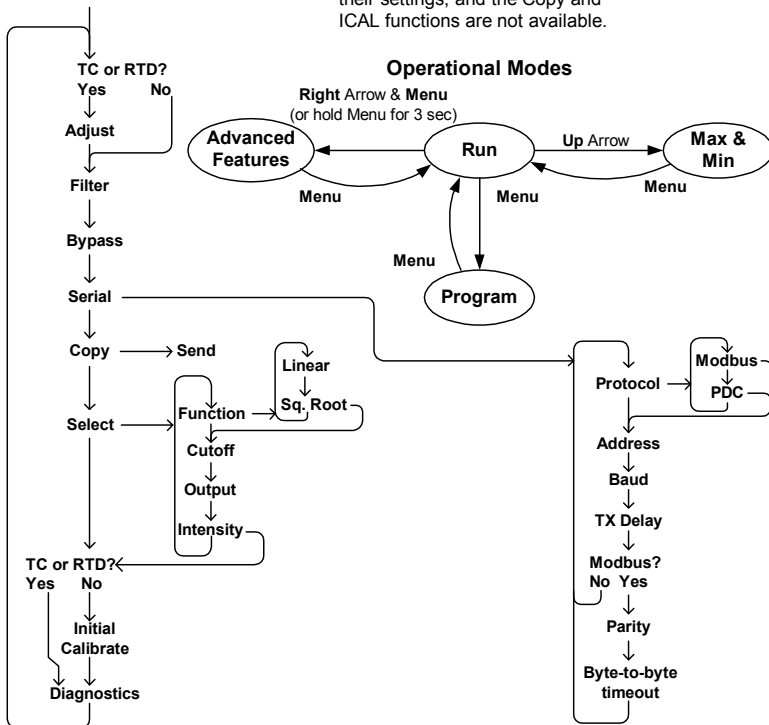 their settings, and the Copy and
ICAL functions are not available.
Operational Modes
Right Arrow & Menu
(or hold Menu for 3 sec)
Advanced
Features
Run
Up Arrow
Max &
Min
Menu
Menu
Menu
Menu
Program
TC or RTD?
Yes No
Adjust
Filter
Bypass
Serial
Copy
Send
Select
Function
Linear
Sq. Root
Cutoff
Output
Intensity
TC or RTD?
Yes No
Initial
Calibrate
Diagnostics
Protocol
Modbus
PDC
Address
Baud
TX Delay
Modbus?
No Yes
Parity
Byte-to-byte
timeout